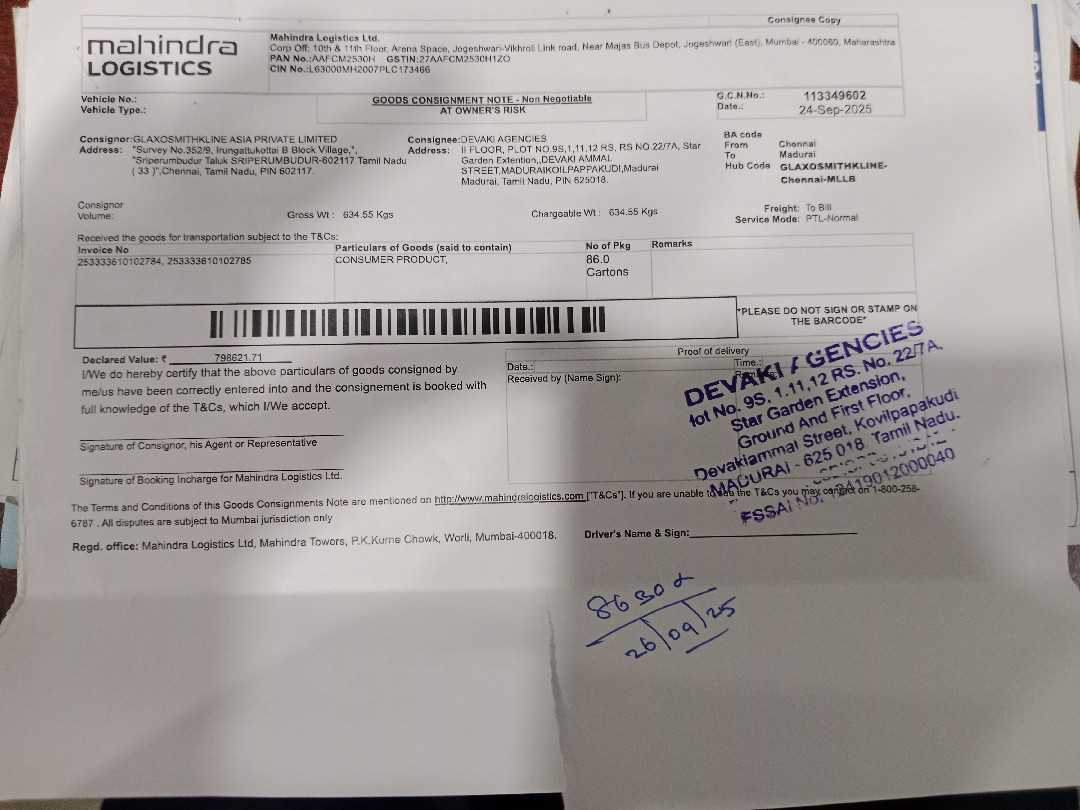 Consignee Copy
mahindra
LOGISTICS
Mahindra Logistics Ltd.
Corp Off: 10th & 11th Floor, Arena Space, Jogeshwari-Vikhroli Link road, Near Majas Bus Depot, Jogeshwari (East), Mumbai - 400060, Maharashtra
PAN No.:AAFCM2530H GSTIN:27AAFCM2530H1ZO
CIN No.:L63000MH2007PLC173466
Vehicle No.:
Vehicle Type.:
GOODS CONSIGNMENT NOTE - Non Negotiable
AT OWNER'S RISK
G.C.N.No.: 113349602
Date.: 24-Sep-2025
Consignor:GLAXOSMITHKLINE ASIA PRIVATE LIMITED
Address: "Survey No.352/9, Irungattukottai B Block Village,",
"Sriperumbudur Taluk SRIPERUMBUDUR-602117 Tamil Nadu
( 33 )",Chennai, Tamil Nadu, PIN 602117.
Consignee:DEVAKI AGENCIES
Address: II FLOOR, PLOT NO.9S,1,11,12 RS, RS NO.22/7A, Star
Garden Extention,,DEVAKI AMMAL
STREET,MADURAIKOILPAPPAKUDI,Madurai
Madurai, Tamil Nadu, PIN 625018.
BA code
From Chennai
To Madurai
Hub Code GLAXOSMITHKLINE-
Chennai-MLLB
Consignor
Volume:
Gross Wt : 634.55 Kgs
Chargeable Wt : 634.55 Kgs
Freight: To Bill
Service Mode: PTL-Normal
Received the goods for transportation subject to the T&Cs:
Invoice No Particulars of Goods (said to contain) No of Pkg Remarks
253333610102784, 253333610102785 CONSUMER PRODUCT, 86.0
Cartons
*PLEASE DO NOT SIGN OR STAMP ON
THE BARCODE*
Declared Value: ₹ 798621.71
I/We do hereby certify that the above particulars of goods consigned by
me/us have been correctly entered into and the consignement is booked with
full knowledge of the T&Cs, which I/We accept.
Proof of delivery
Date.: Time.:
Received by (Name Sign):
DEVAKI AGENCIES
lot No. 9S, 1,11,12 RS. No. 22/7A,
Star Garden Extension,
Ground And First Floor,
Devakiammal Street, Kovilpapakudi
MADURAI - 625 018 Tamil Nadu.
FSSAI No.
Signature of Consignor, his Agent or Representative
Signature of Booking Incharge for Mahindra Logistics Ltd.
The Terms and Conditions of this Goods Consignments Note are mentioned on http://www.mahindralogistics.com ["T&Cs"]. If you are unable to see the T&Cs you may contact on 1-800-258-
6787 . All disputes are subject to Mumbai jurisdiction only
Regd. office: Mahindra Logistics Ltd, Mahindra Towers, P.K.Kurne Chowk, Worli, Mumbai-400018.
Driver's Name & Sign:
26/09/25